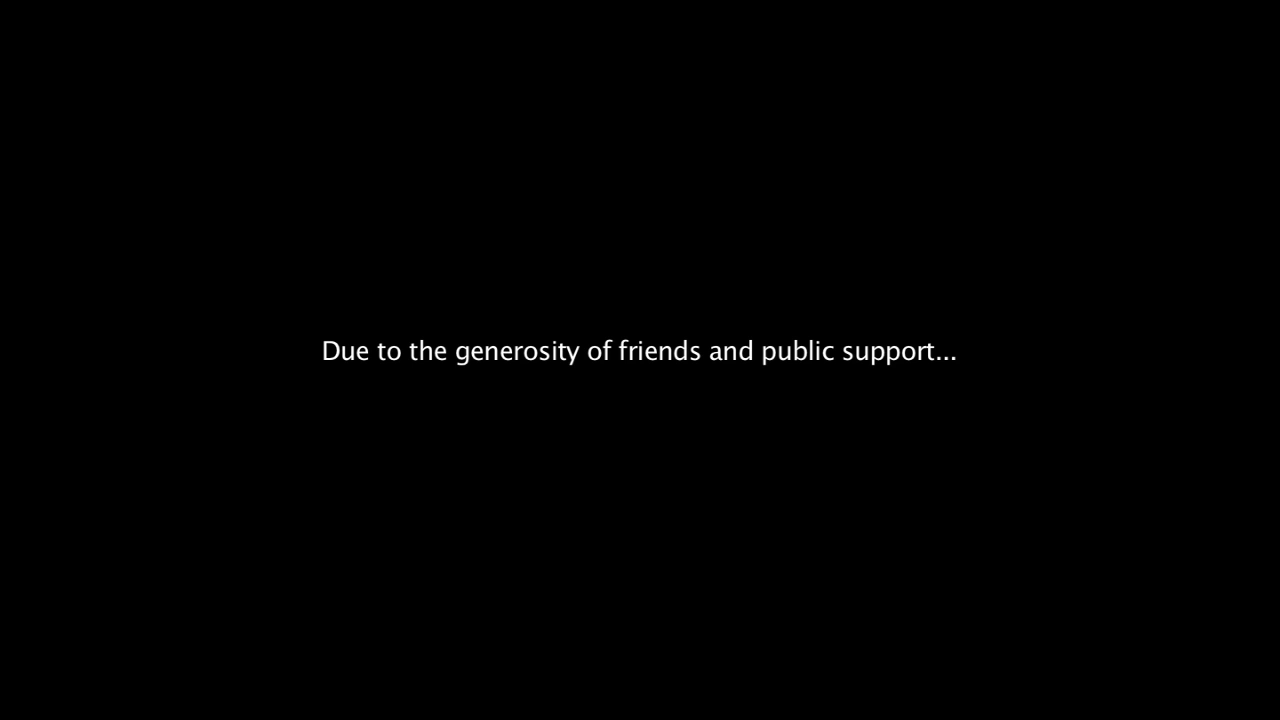 Due to the generosity of friends and public support...